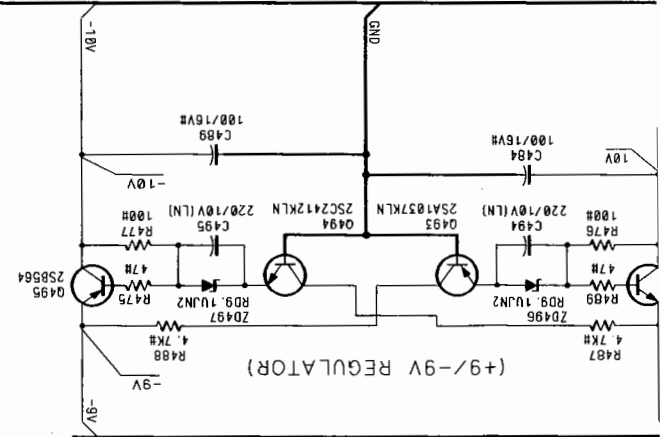 -9V
-9V
(+9/-9V REGULATOR)
R487
4.7K#
R488
4.7K#
ZD496
RD9.1UJN2
ZD497
RD9.1UJN2
R489
47#
R475
47#
Q495
2SB564
R476
100#
C494
220/10V(LN)
Q493
2SA1037KLN
Q494
2SC2412KLN
C495
220/10V(LN)
R477
100#
10V
-10V
C484
100/16V#
C489
100/16V#
GND
-10V